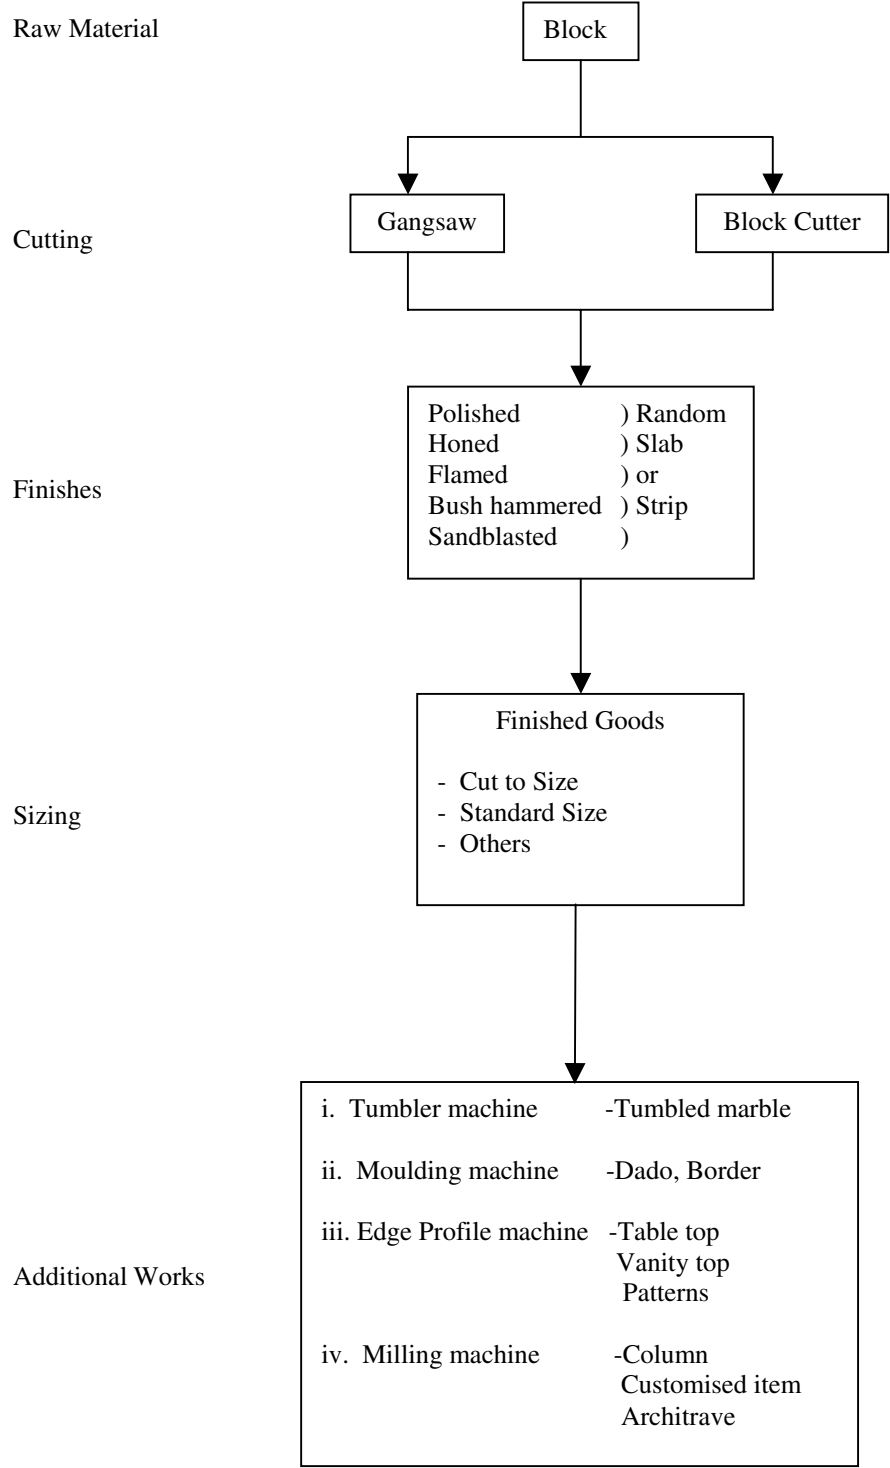 Raw Material
Block
Cutting
Gangsaw
Block Cutter
Finishes
Polished ) Random
Honed ) Slab
Flamed ) or
Bush hammered ) Strip
Sandblasted )
Sizing
Finished Goods
- Cut to Size
- Standard Size
- Others
Additional Works
i. Tumbler machine -Tumbled marble
ii. Moulding machine -Dado, Border
iii. Edge Profile machine -Table top
Vanity top
Patterns
iv. Milling machine -Column
Customised item
Architrave